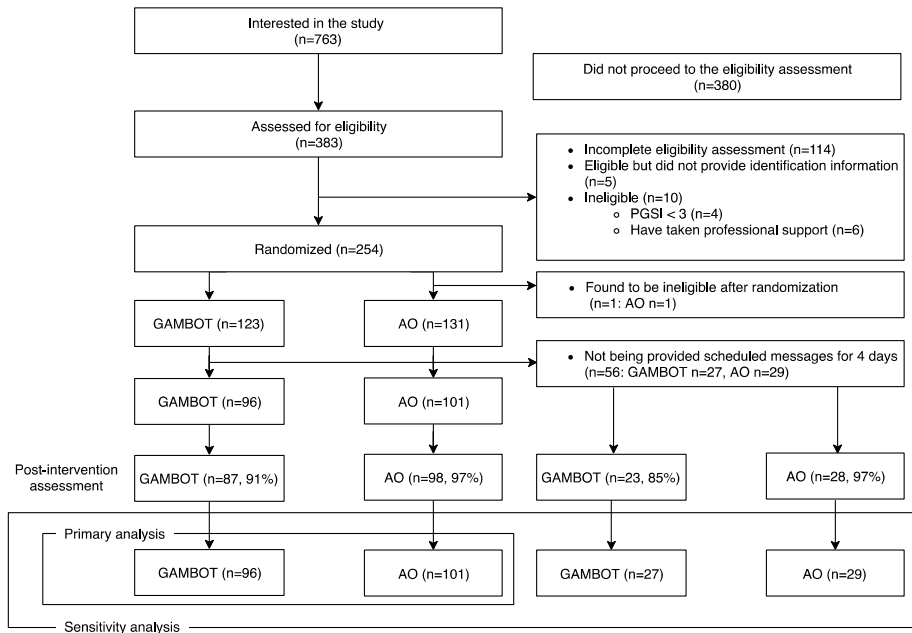 Interested in the study
(n=763)
Did not proceed to the eligibility assessment
(n=380)
Assessed for eligibility
(n=383)
• Incomplete eligibility assessment (n=114)
• Eligible but did not provide identification information
(n=5)
• Ineligible (n=10)
○ PGSI < 3 (n=4)
○ Have taken professional support (n=6)
Randomized (n=254)
• Found to be ineligible after randomization
(n=1: AO n=1)
GAMBOT (n=123)
AO (n=131)
• Not being provided scheduled messages for 4 days
(n=56: GAMBOT n=27, AO n=29)
GAMBOT (n=96)
AO (n=101)
Post-intervention
assessment
GAMBOT (n=87, 91%)
AO (n=98, 97%)
GAMBOT (n=23, 85%)
AO (n=28, 97%)
Primary analysis
GAMBOT (n=96)
AO (n=101)
GAMBOT (n=27)
AO (n=29)
Sensitivity analysis